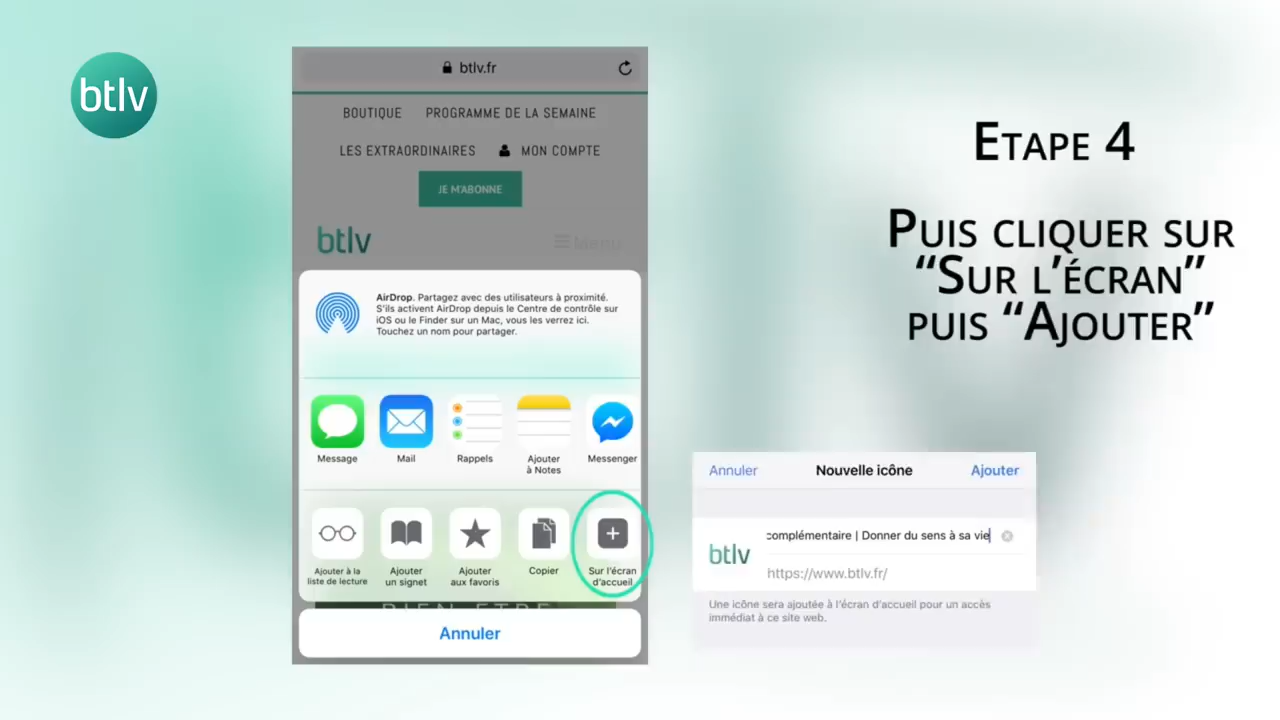 btlv
btlv.fr
BOUTIQUE PROGRAMME DE LA SEMAINE
LES EXTRAORDINAIRES MON COMPTE
JE M'ABONNE
btlv Menu
AirDrop. Partagez avec des utilisateurs à proximité.
S'ils activent AirDrop depuis le Centre de contrôle sur
iOS ou le Finder sur un Mac, vous les verrez ici.
Touchez un nom pour partager.
Message Mail Rappels Ajouter à Notes Messenger
Ajouter à la liste de lecture
Ajouter un signet
Ajouter aux favoris
Copier
Sur l'écran d'accueil
BIEN-ETRE
Annuler
Etape 4
Puis cliquer sur
“Sur l'écran”
puis “Ajouter”
Annuler Nouvelle icône Ajouter
complémentaire | Donner du sens à sa vie
btlv
https://www.btlv.fr/
Une icône sera ajoutée à l'écran d'accueil pour un accès
immédiat à ce site web.